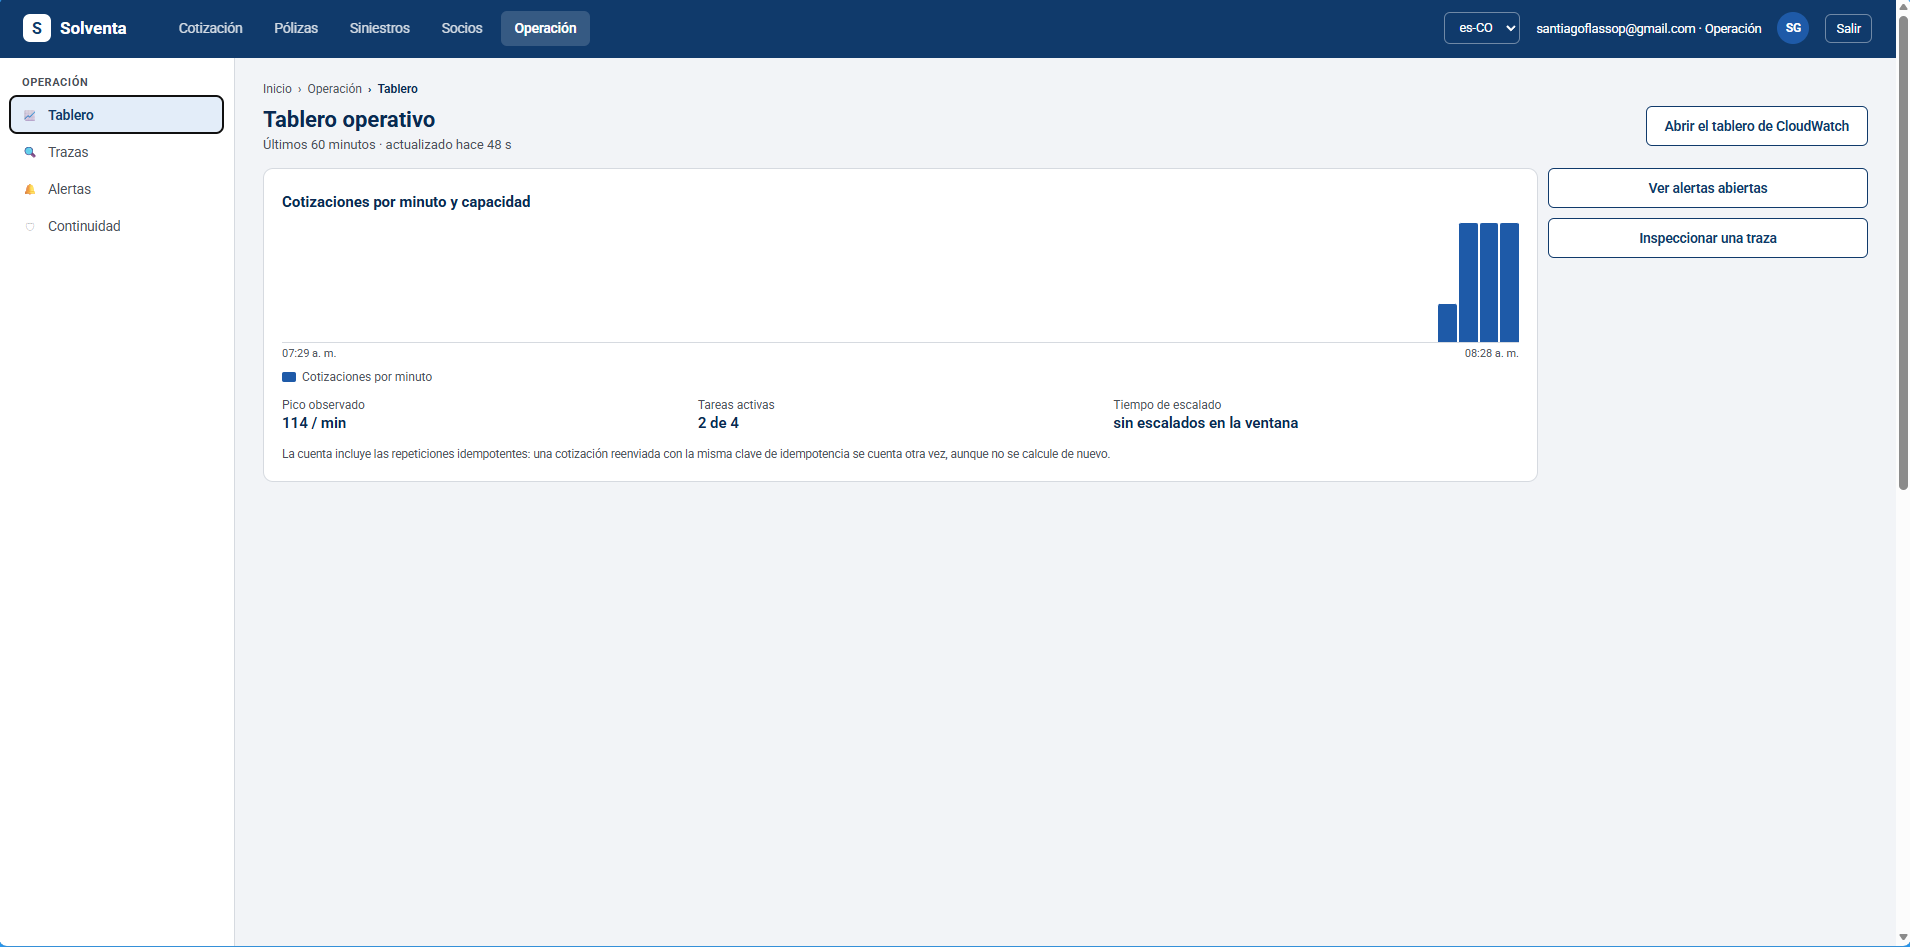 S Solventa Cotización Pólizas Siniestros Socios Operación es-CO santiagoflassop@gmail.com · Operación SG Salir
OPERACIÓN
Tablero
Trazas
Alertas
Continuidad
Inicio › Operación › Tablero
Tablero operativo
Últimos 60 minutos · actualizado hace 48 s
Abrir el tablero de CloudWatch
Ver alertas abiertas
Inspeccionar una traza
Cotizaciones por minuto y capacidad
07:29 a. m. 08:28 a. m.
Cotizaciones por minuto
Pico observado
114 / min
Tareas activas
2 de 4
Tiempo de escalado
sin escalados en la ventana
La cuenta incluye las repeticiones idempotentes: una cotización reenviada con la misma clave de idempotencia se cuenta otra vez, aunque no se calcule de nuevo.